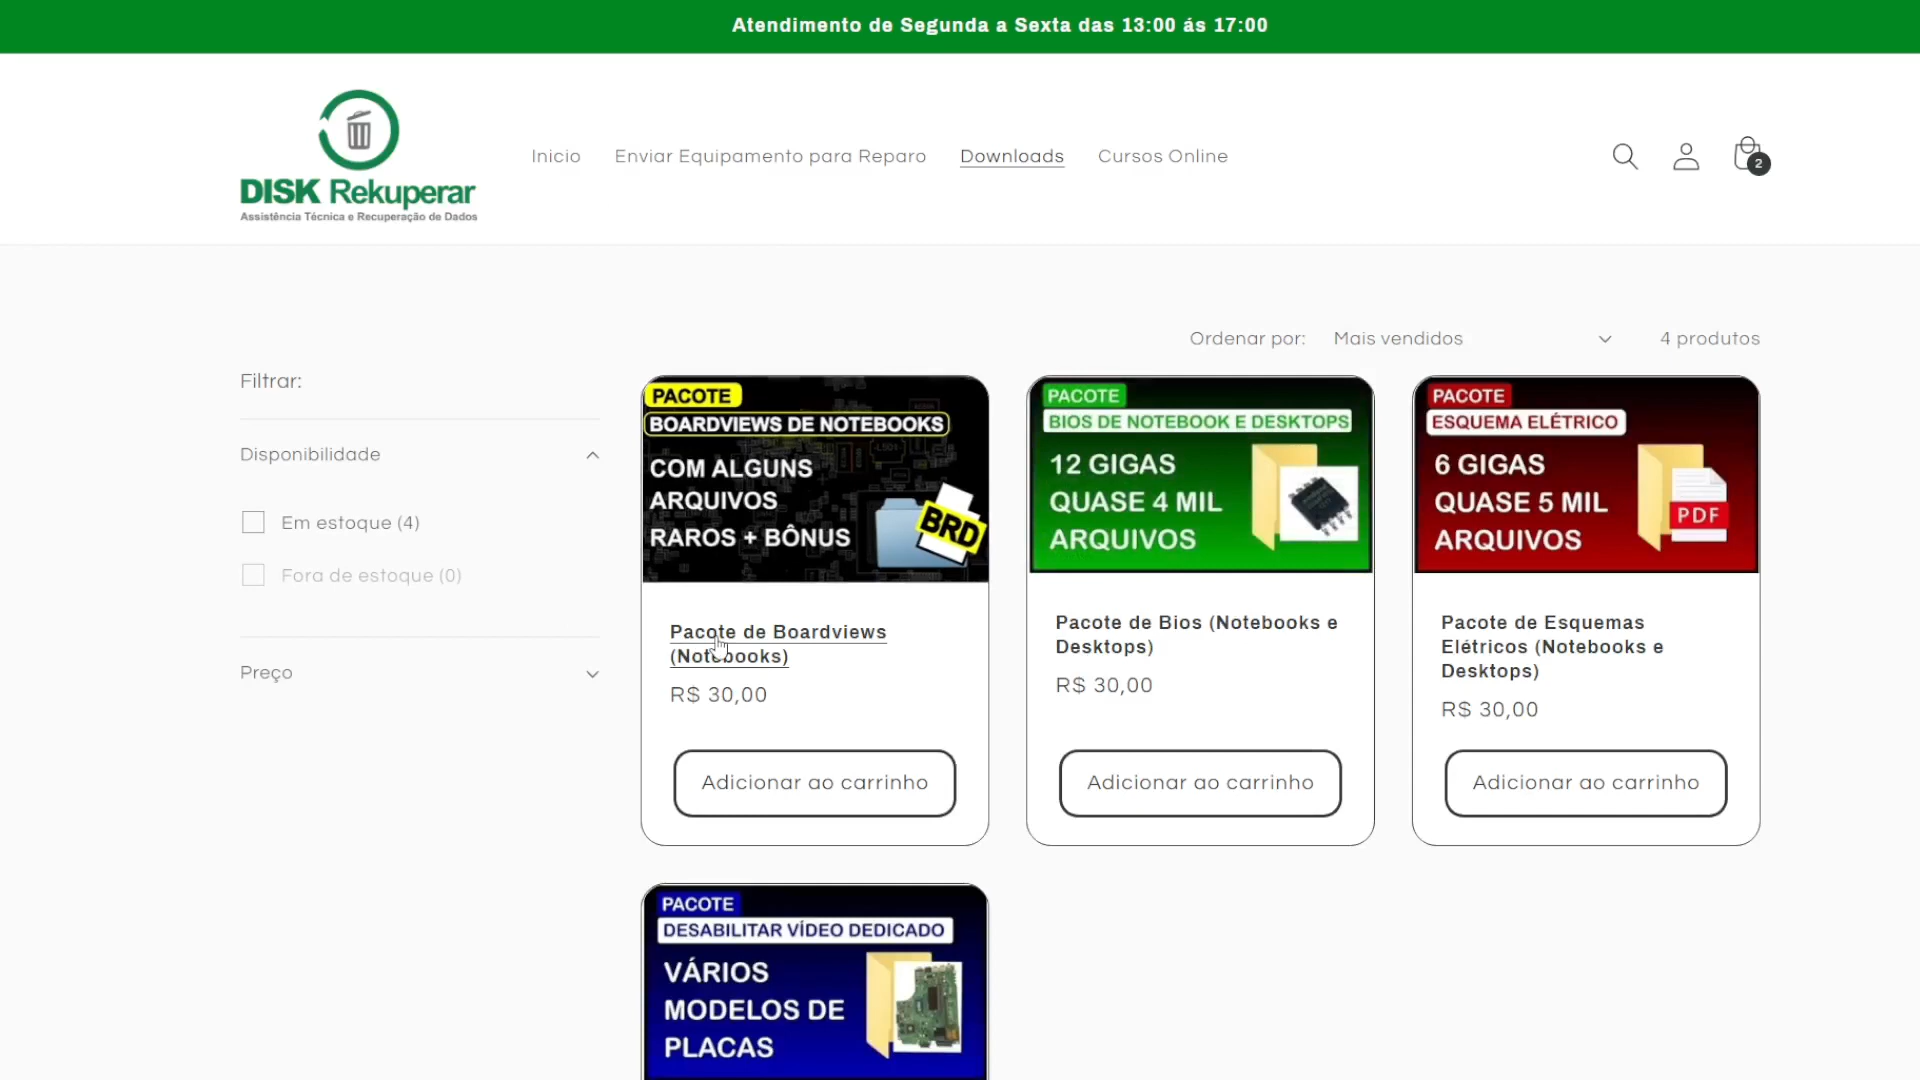 Atendimento de Segunda a Sexta das 13:00 ás 17:00
DISK Rekuperar
Assistência Técnica e Recuperação de Dados
Inicio
Enviar Equipamento para Reparo
Downloads
Cursos Online
2
Ordenar por:
Mais vendidos
4 produtos
Filtrar:
Disponibilidade
Em estoque (4)
Fora de estoque (0)
Preço
PACOTE
BOARDVIEWS DE NOTEBOOKS
COM ALGUNS
ARQUIVOS
RAROS + BÔNUS
BRD
Pacote de Boardviews
(Notebooks)
R$ 30,00
Adicionar ao carrinho
PACOTE
BIOS DE NOTEBOOK E DESKTOPS
12 GIGAS
QUASE 4 MIL
ARQUIVOS
Pacote de Bios (Notebooks e
Desktops)
R$ 30,00
Adicionar ao carrinho
PACOTE
ESQUEMA ELÉTRICO
6 GIGAS
QUASE 5 MIL
ARQUIVOS
PDF
Pacote de Esquemas
Elétricos (Notebooks e
Desktops)
R$ 30,00
Adicionar ao carrinho
PACOTE
DESABILITAR VÍDEO DEDICADO
VÁRIOS
MODELOS DE
PLACAS